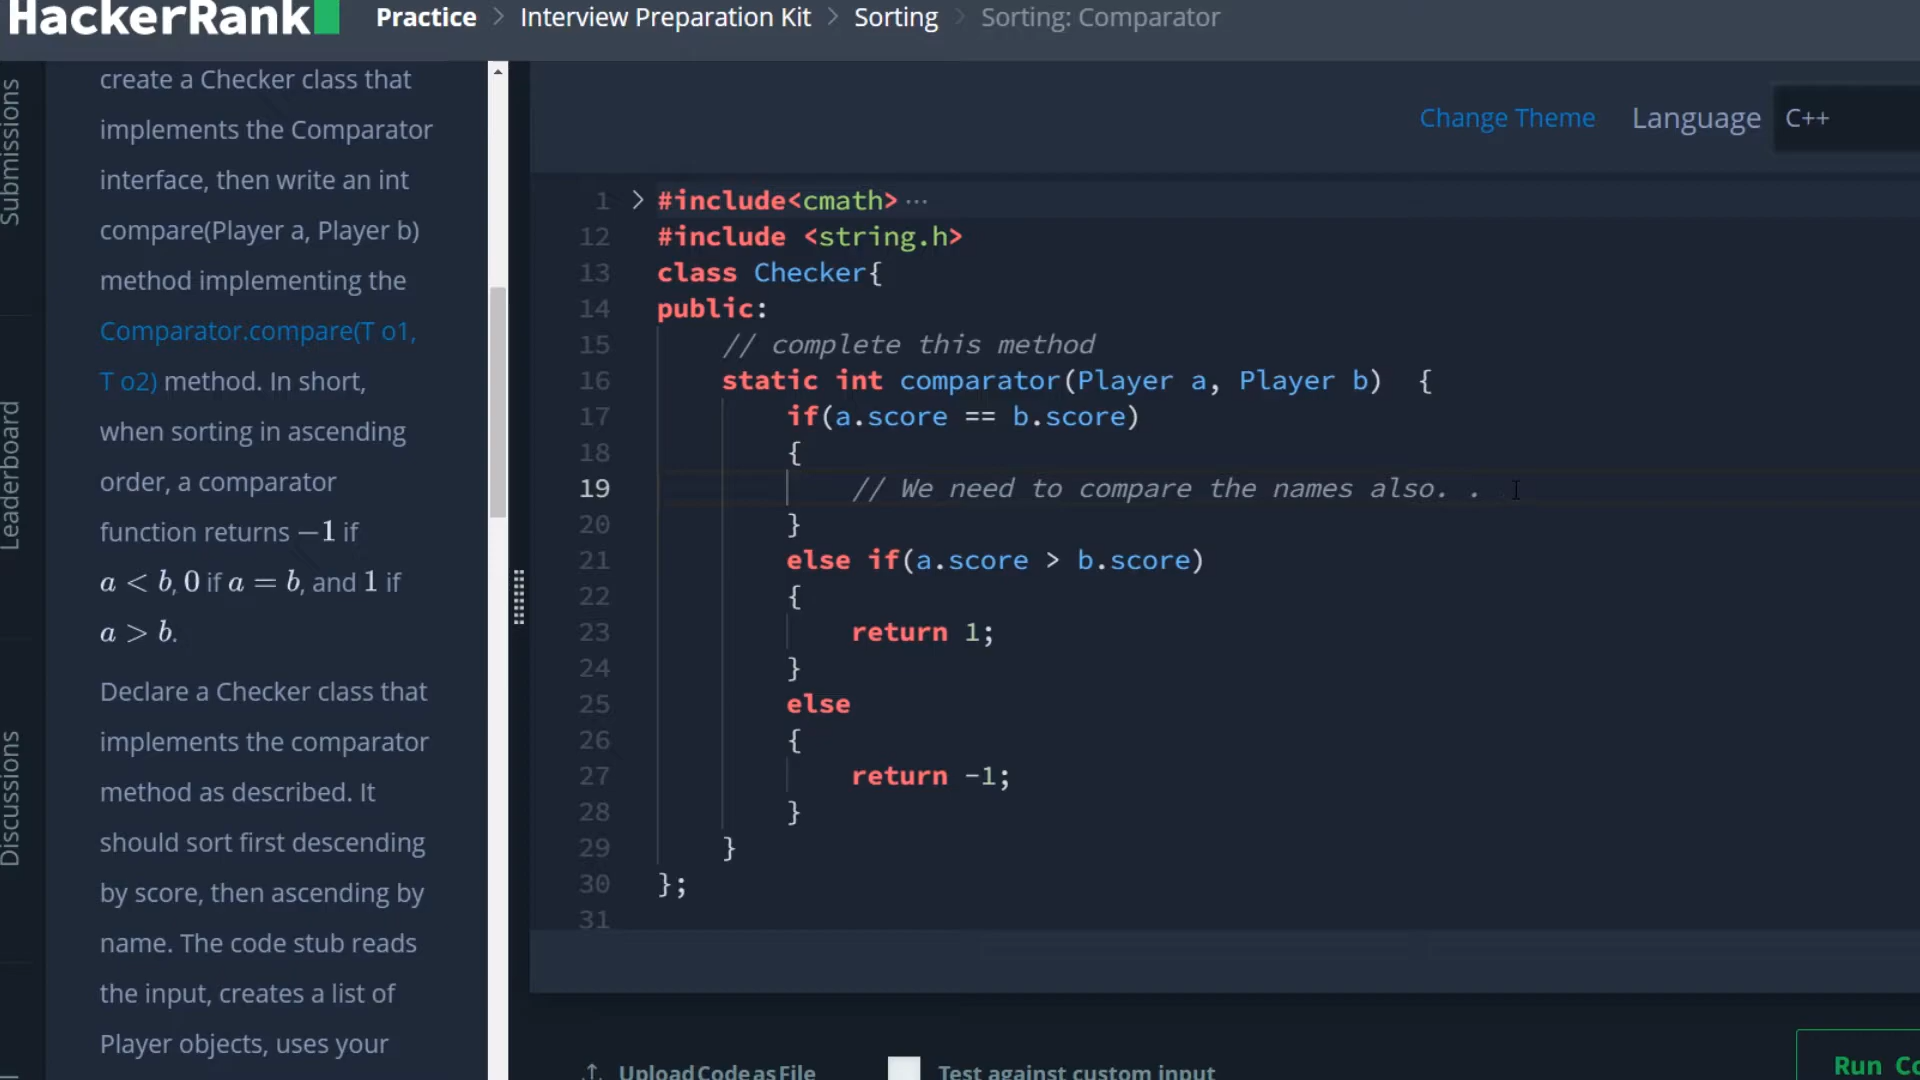 HackerRank
Practice > Interview Preparation Kit > Sorting > Sorting: Comparator
Submissions
Leaderboard
Discussions
create a Checker class that
implements the Comparator
interface, then write an int
compare(Player a, Player b)
method implementing the
Comparator.compare(T o1,
T o2) method. In short,
when sorting in ascending
order, a comparator
function returns −1 if
a < b, 0 if a = b, and 1 if
a > b.
Declare a Checker class that
implements the comparator
method as described. It
should sort first descending
by score, then ascending by
name. The code stub reads
the input, creates a list of
Player objects, uses your
Change Theme Language C++
1 > #include<cmath> ···
12 #include <string.h>
13 class Checker{
14 public:
15 // complete this method
16 static int comparator(Player a, Player b)  {
17 if(a.score == b.score)
18 {
19 // We need to compare the names also. .
20 }
21 else if(a.score > b.score)
22 {
23 return 1;
24 }
25 else
26 {
27 return -1;
28 }
29 }
30 };
31
Upload Code as File Test against custom input Run Co